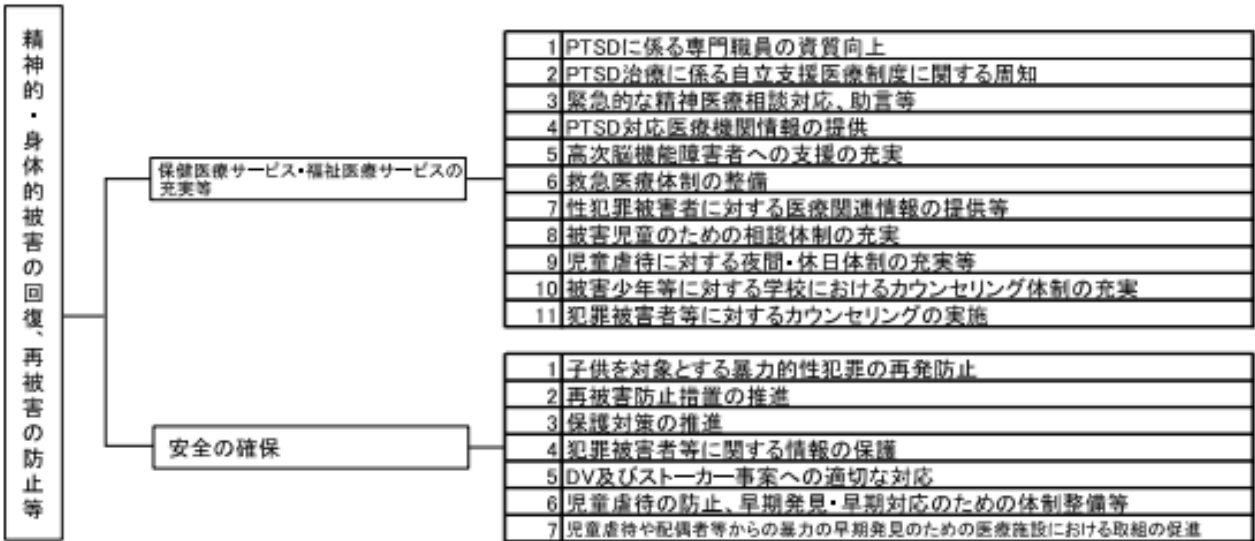 精神的・身体的被害の回復、再被害の防止等
保健医療サービス・福祉医療サービスの
充実等
1 PTSDに係る専門職員の資質向上
2 PTSD治療に係る自立支援医療制度に関する周知
3 緊急的な精神医療相談対応、助言等
4 PTSD対応医療機関情報の提供
5 高次脳機能障害者への支援の充実
6 救急医療体制の整備
7 性犯罪被害者に対する医療関連情報の提供等
8 被害児童のための相談体制の充実
9 児童虐待に対する夜間・休日体制の充実等
10 被害少年等に対する学校におけるカウンセリング体制の充実
11 犯罪被害者等に対するカウンセリングの実施
安全の確保
1 子供を対象とする暴力的性犯罪の再発防止
2 再被害防止措置の推進
3 保護対策の推進
4 犯罪被害者等に関する情報の保護
5 DV及びストーカー事案への適切な対応
6 児童虐待の防止、早期発見・早期対応のための体制整備等
7 児童虐待や配偶者等からの暴力の早期発見のための医療施設における取組の促進